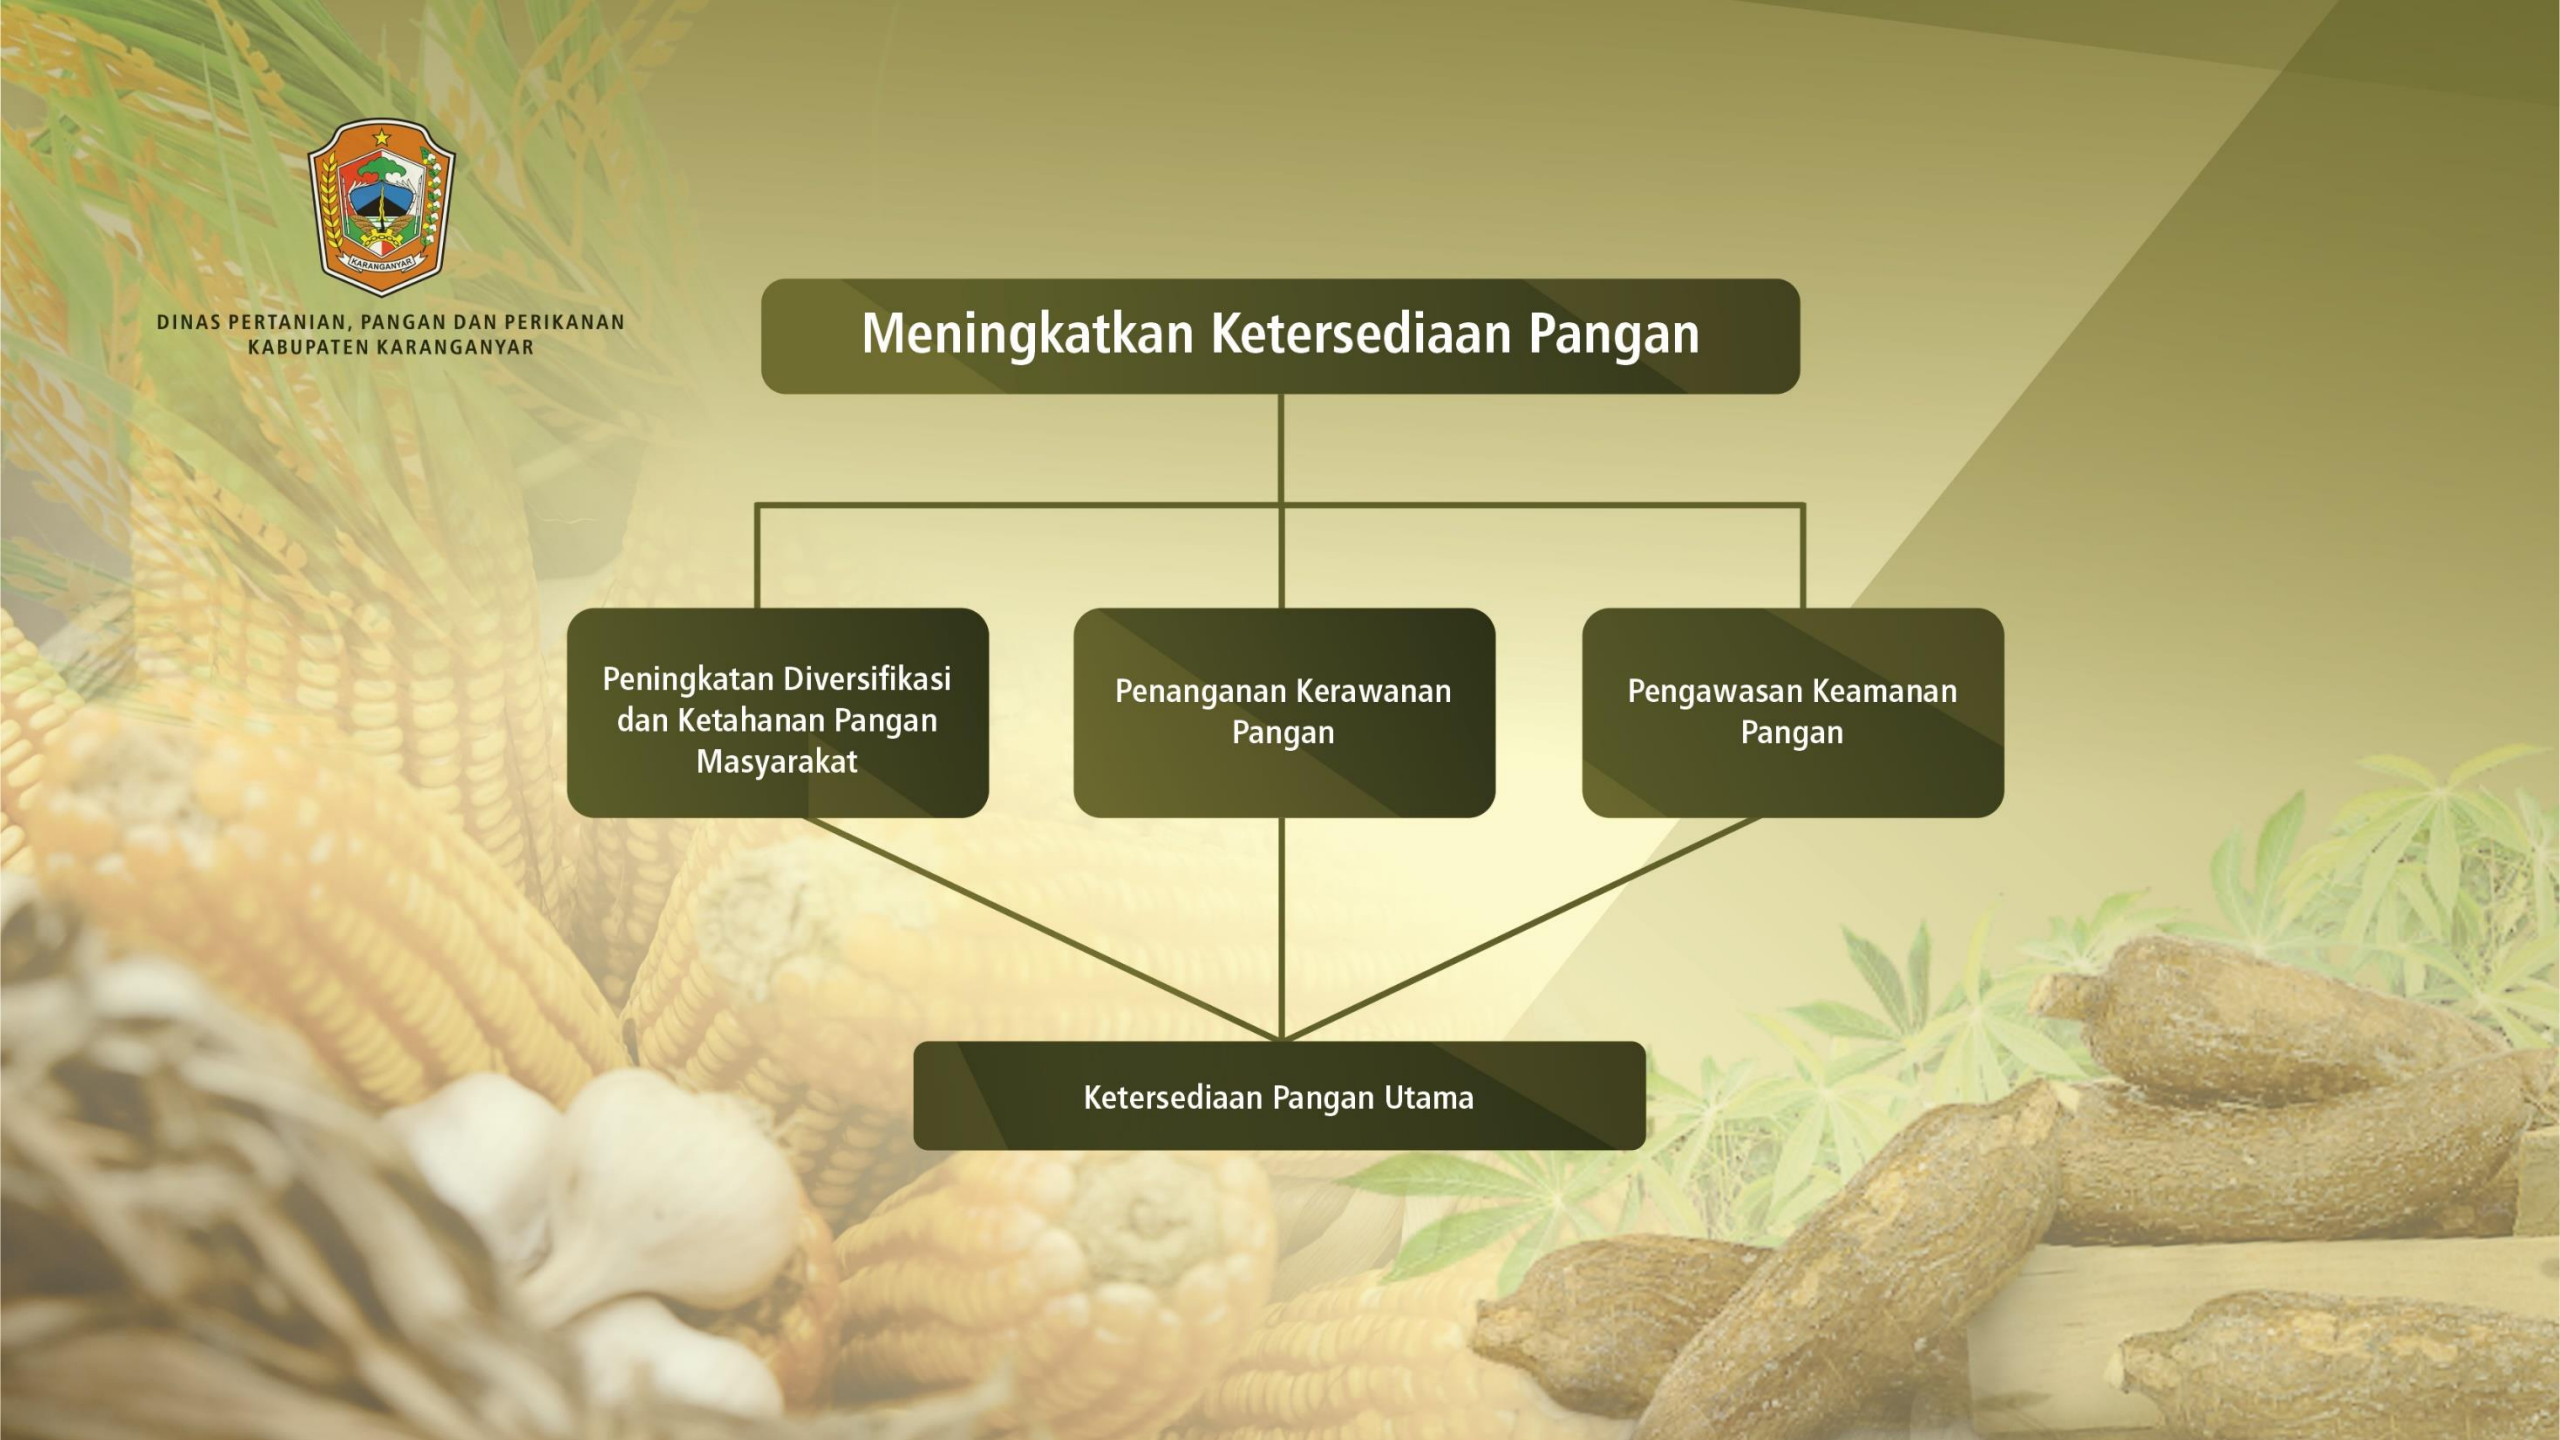 KARANGANYAR
DINAS PERTANIAN, PANGAN DAN PERIKANAN
KABUPATEN KARANGANYAR
Meningkatkan Ketersediaan Pangan
Peningkatan Diversifikasi
dan Ketahanan Pangan
Masyarakat
Penanganan Kerawanan
Pangan
Pengawasan Keamanan
Pangan
Ketersediaan Pangan Utama